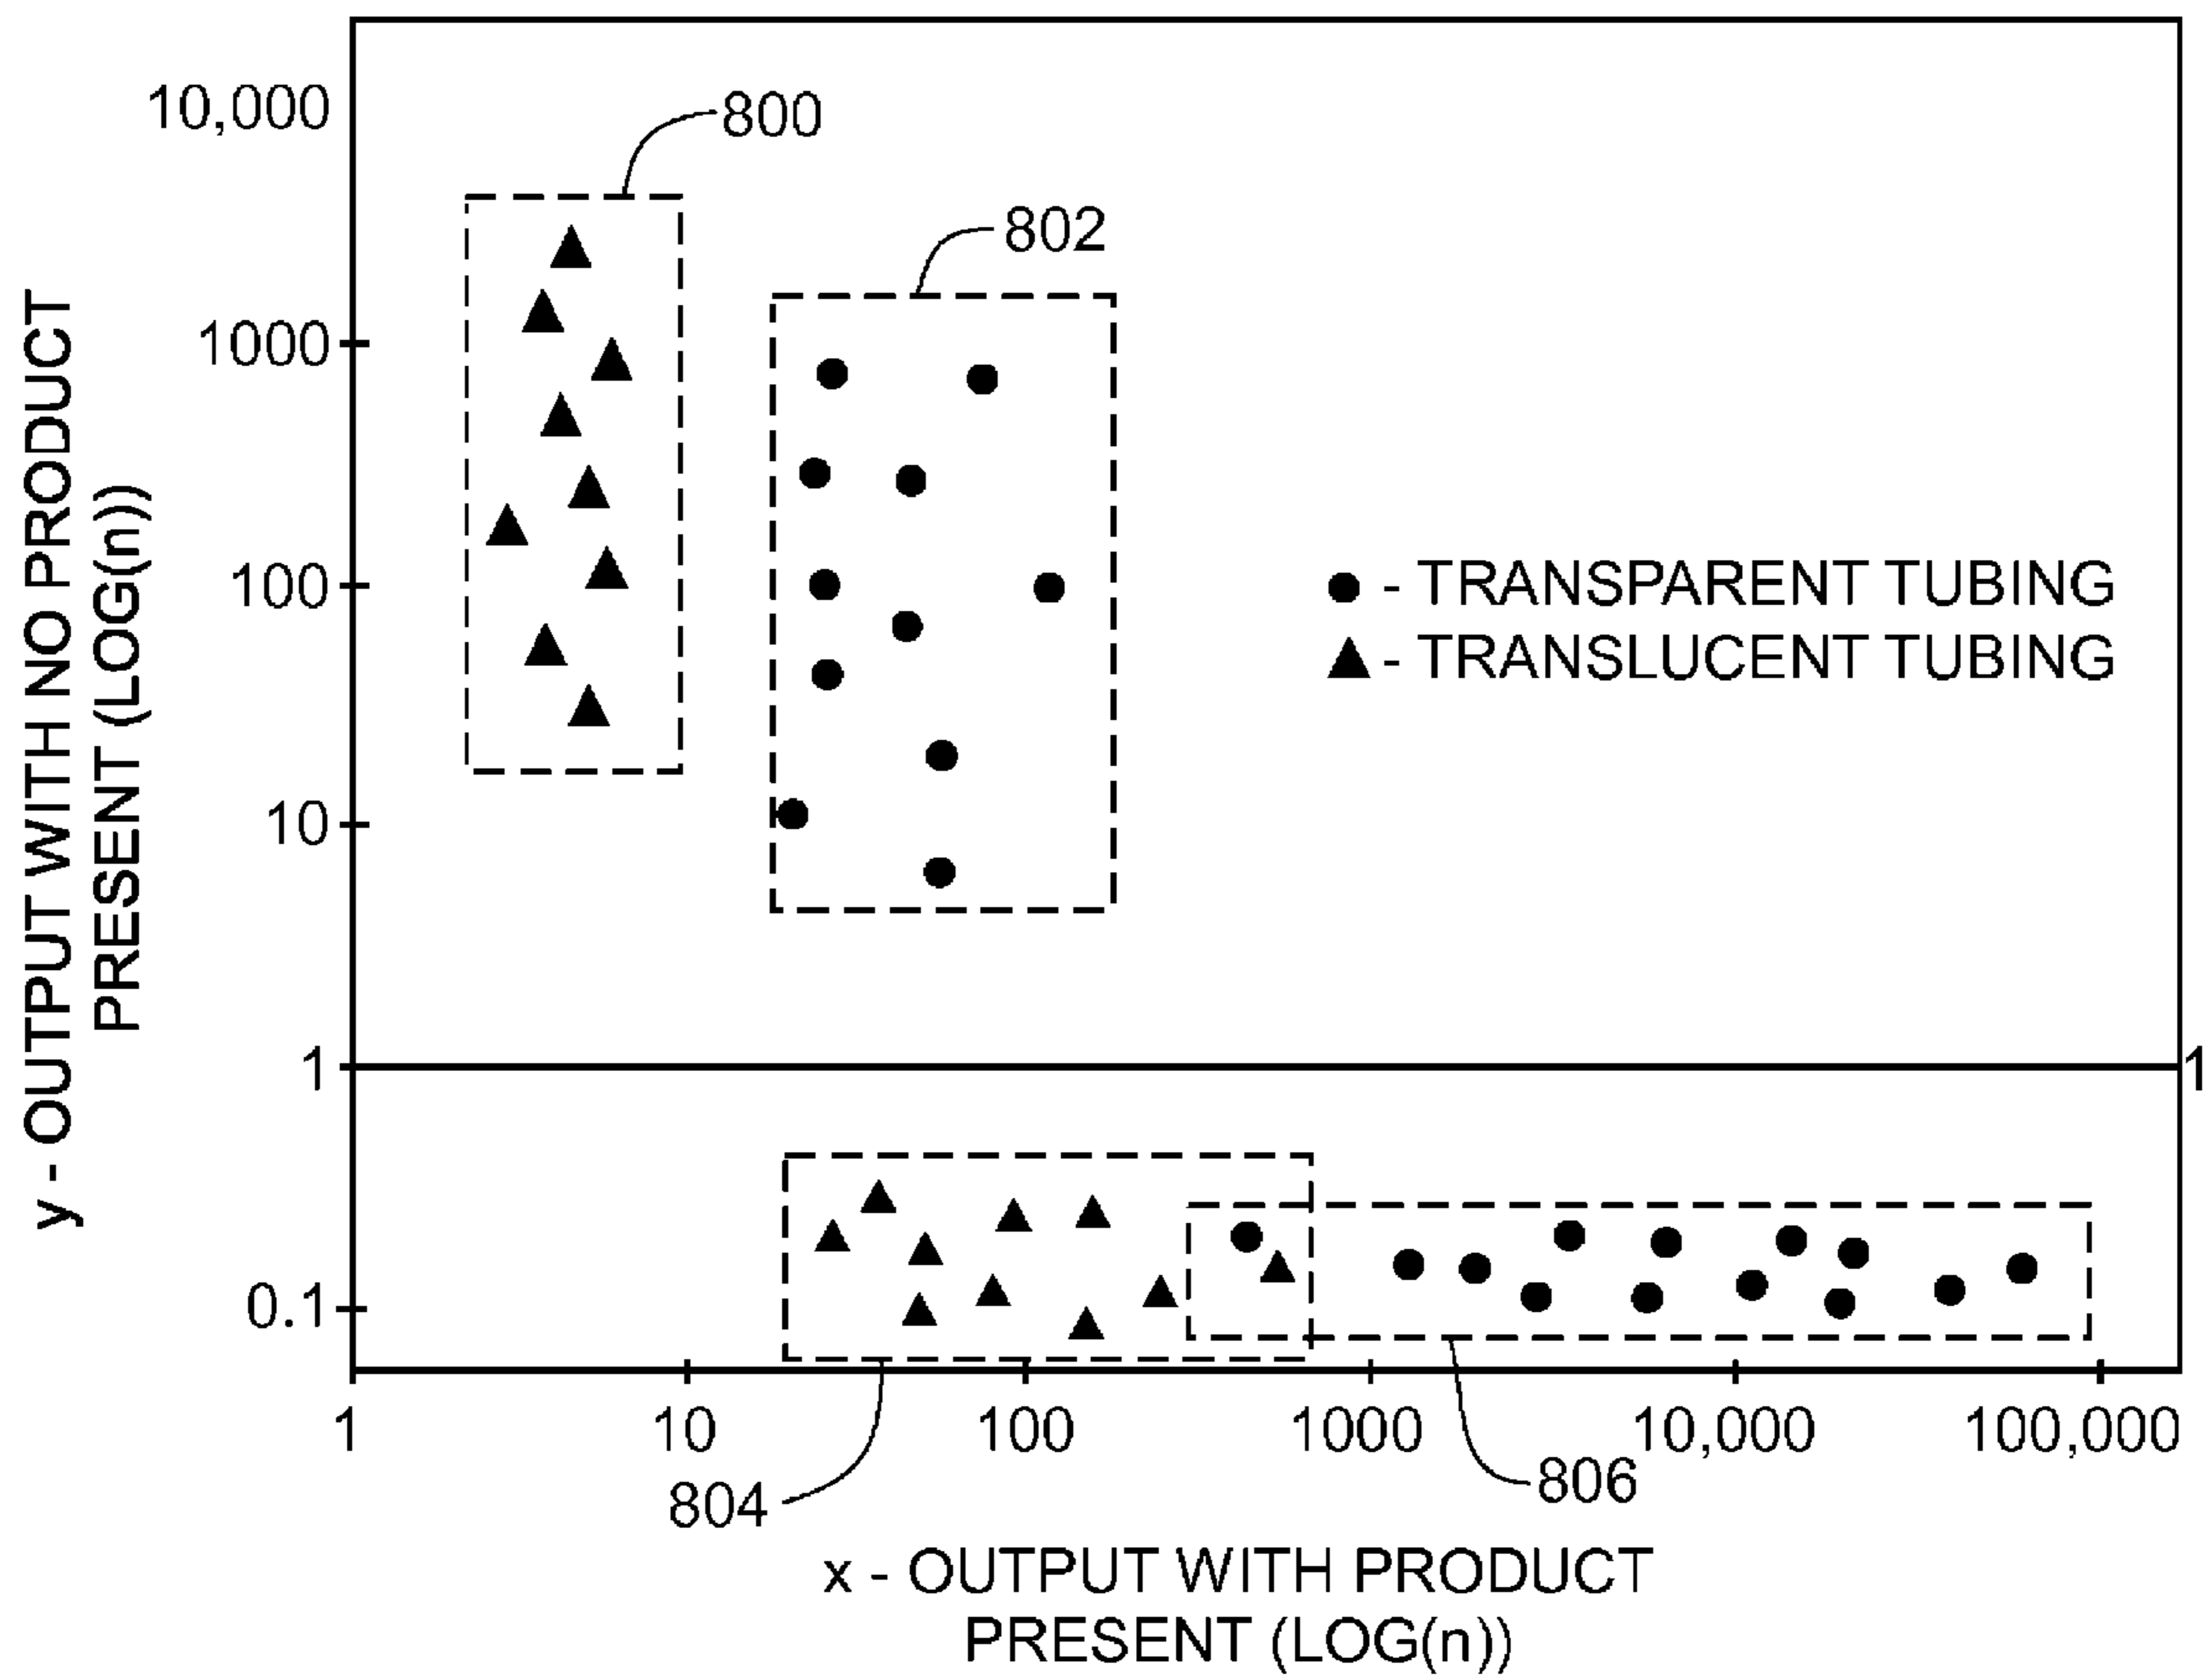 10,000
1000
100
10
1
0.1
y - OUTPUT WITH NO PRODUCT
PRESENT (LOG(n))
800
802
- TRANSPARENT TUBING
- TRANSLUCENT TUBING
1
1
10
100
1000
10,000
100,000
804
806
x - OUTPUT WITH PRODUCT
PRESENT (LOG(n))